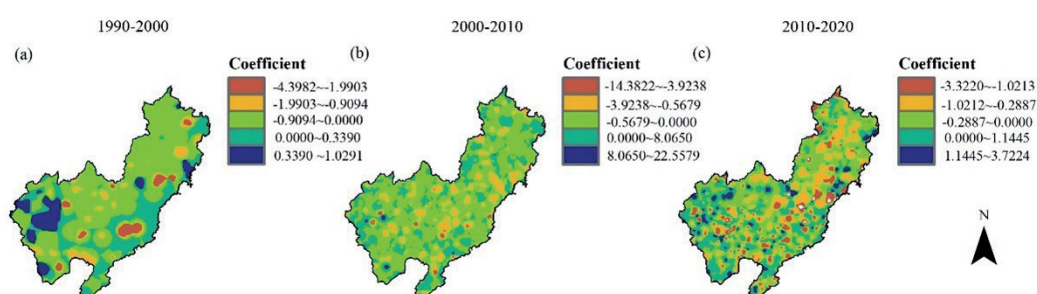 1990-2000
2000-2010
2010-2020
(a)
Coefficient
-4.3982~-1.9903
-1.9903~-0.9094
-0.9094~0.0000
0.0000~0.3390
0.3390 ~1.0291
(b)
Coefficient
-14.3822~-3.9238
-3.9238~-0.5679
-0.5679~0.0000
0.0000~8.0650
8.0650~22.5579
(c)
Coefficient
-3.3220~-1.0213
-1.0212~-0.2887
-0.2887~0.0000
0.0000~1.1445
1.1445~3.7224
N